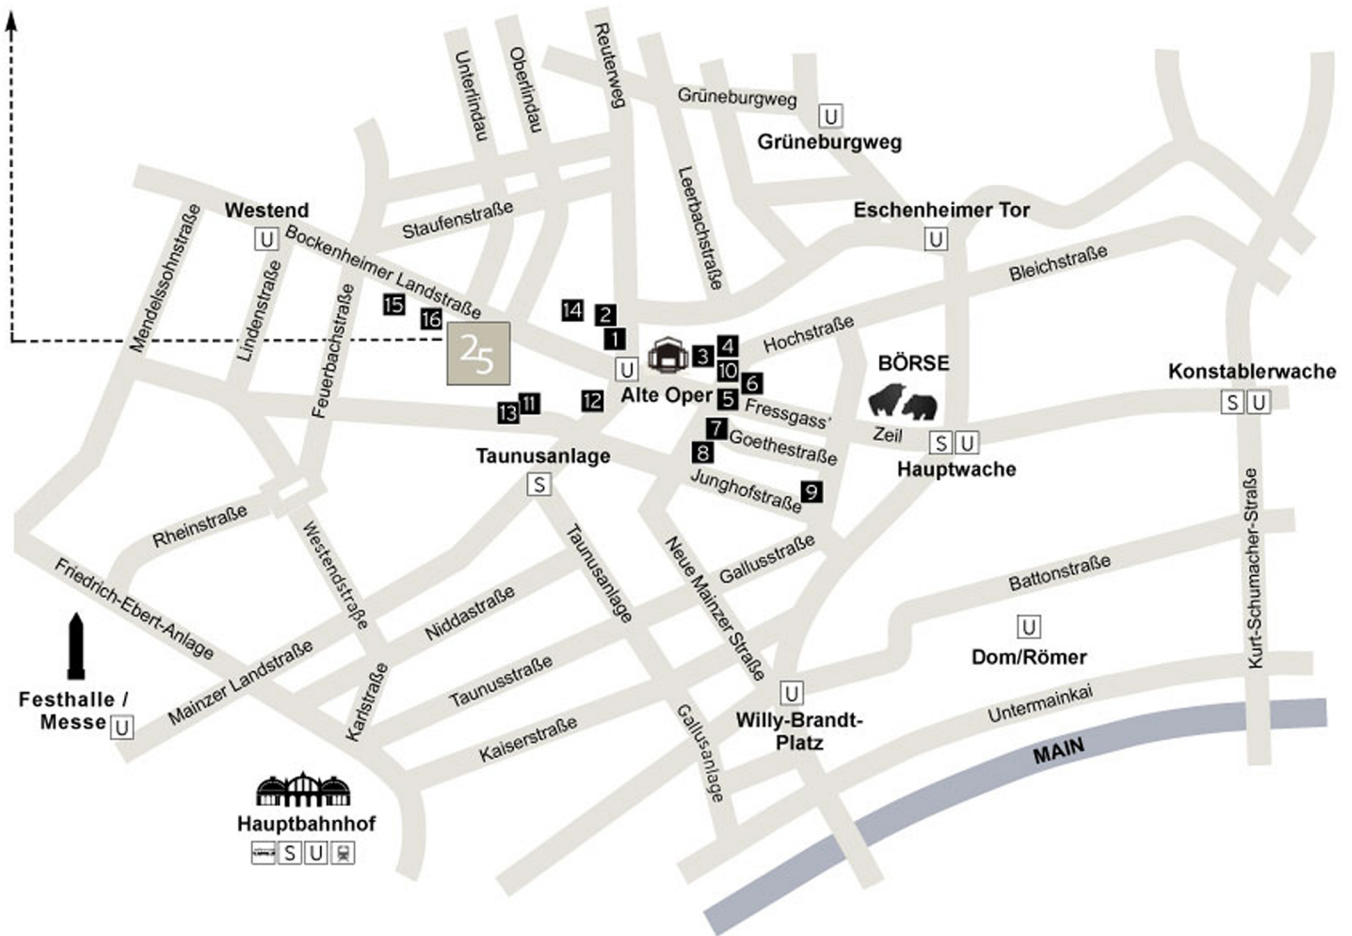 Unterlindau
Oberlindau
Reuterweg
Grüneburgweg
U
Grüneburgweg
Leerbachstraße
Westend
U
Staufenstraße
Eschenheimer Tor
U
Mendelssohnstraße
Bockenheimer Landstraße
Lindenstraße
Feuerbachstraße
Bleichstraße
15
16
14
2
1
25
U
Alte Oper
3
4
10
6
5
Hochstraße
BÖRSE
Konstablerwache
S U
13
11
12
Fressgass'
Zeil
S U
Hauptwache
7
Goethestraße
8
Junghofstraße
9
Taunusanlage
S
Rheinstraße
Westendstraße
Taunusanlage
Neue Mainzer Straße
Gallusstraße
Kurt-Schumacher-Straße
Battonstraße
Friedrich-Ebert-Anlage
Niddastraße
U
Dom/Römer
Mainzer Landstraße
Karlstraße
Taunusstraße
Kaiserstraße
Gallusanlage
Festhalle /
Messe U
U
Willy-Brandt-
Platz
Untermainkai
MAIN
Hauptbahnhof
S U